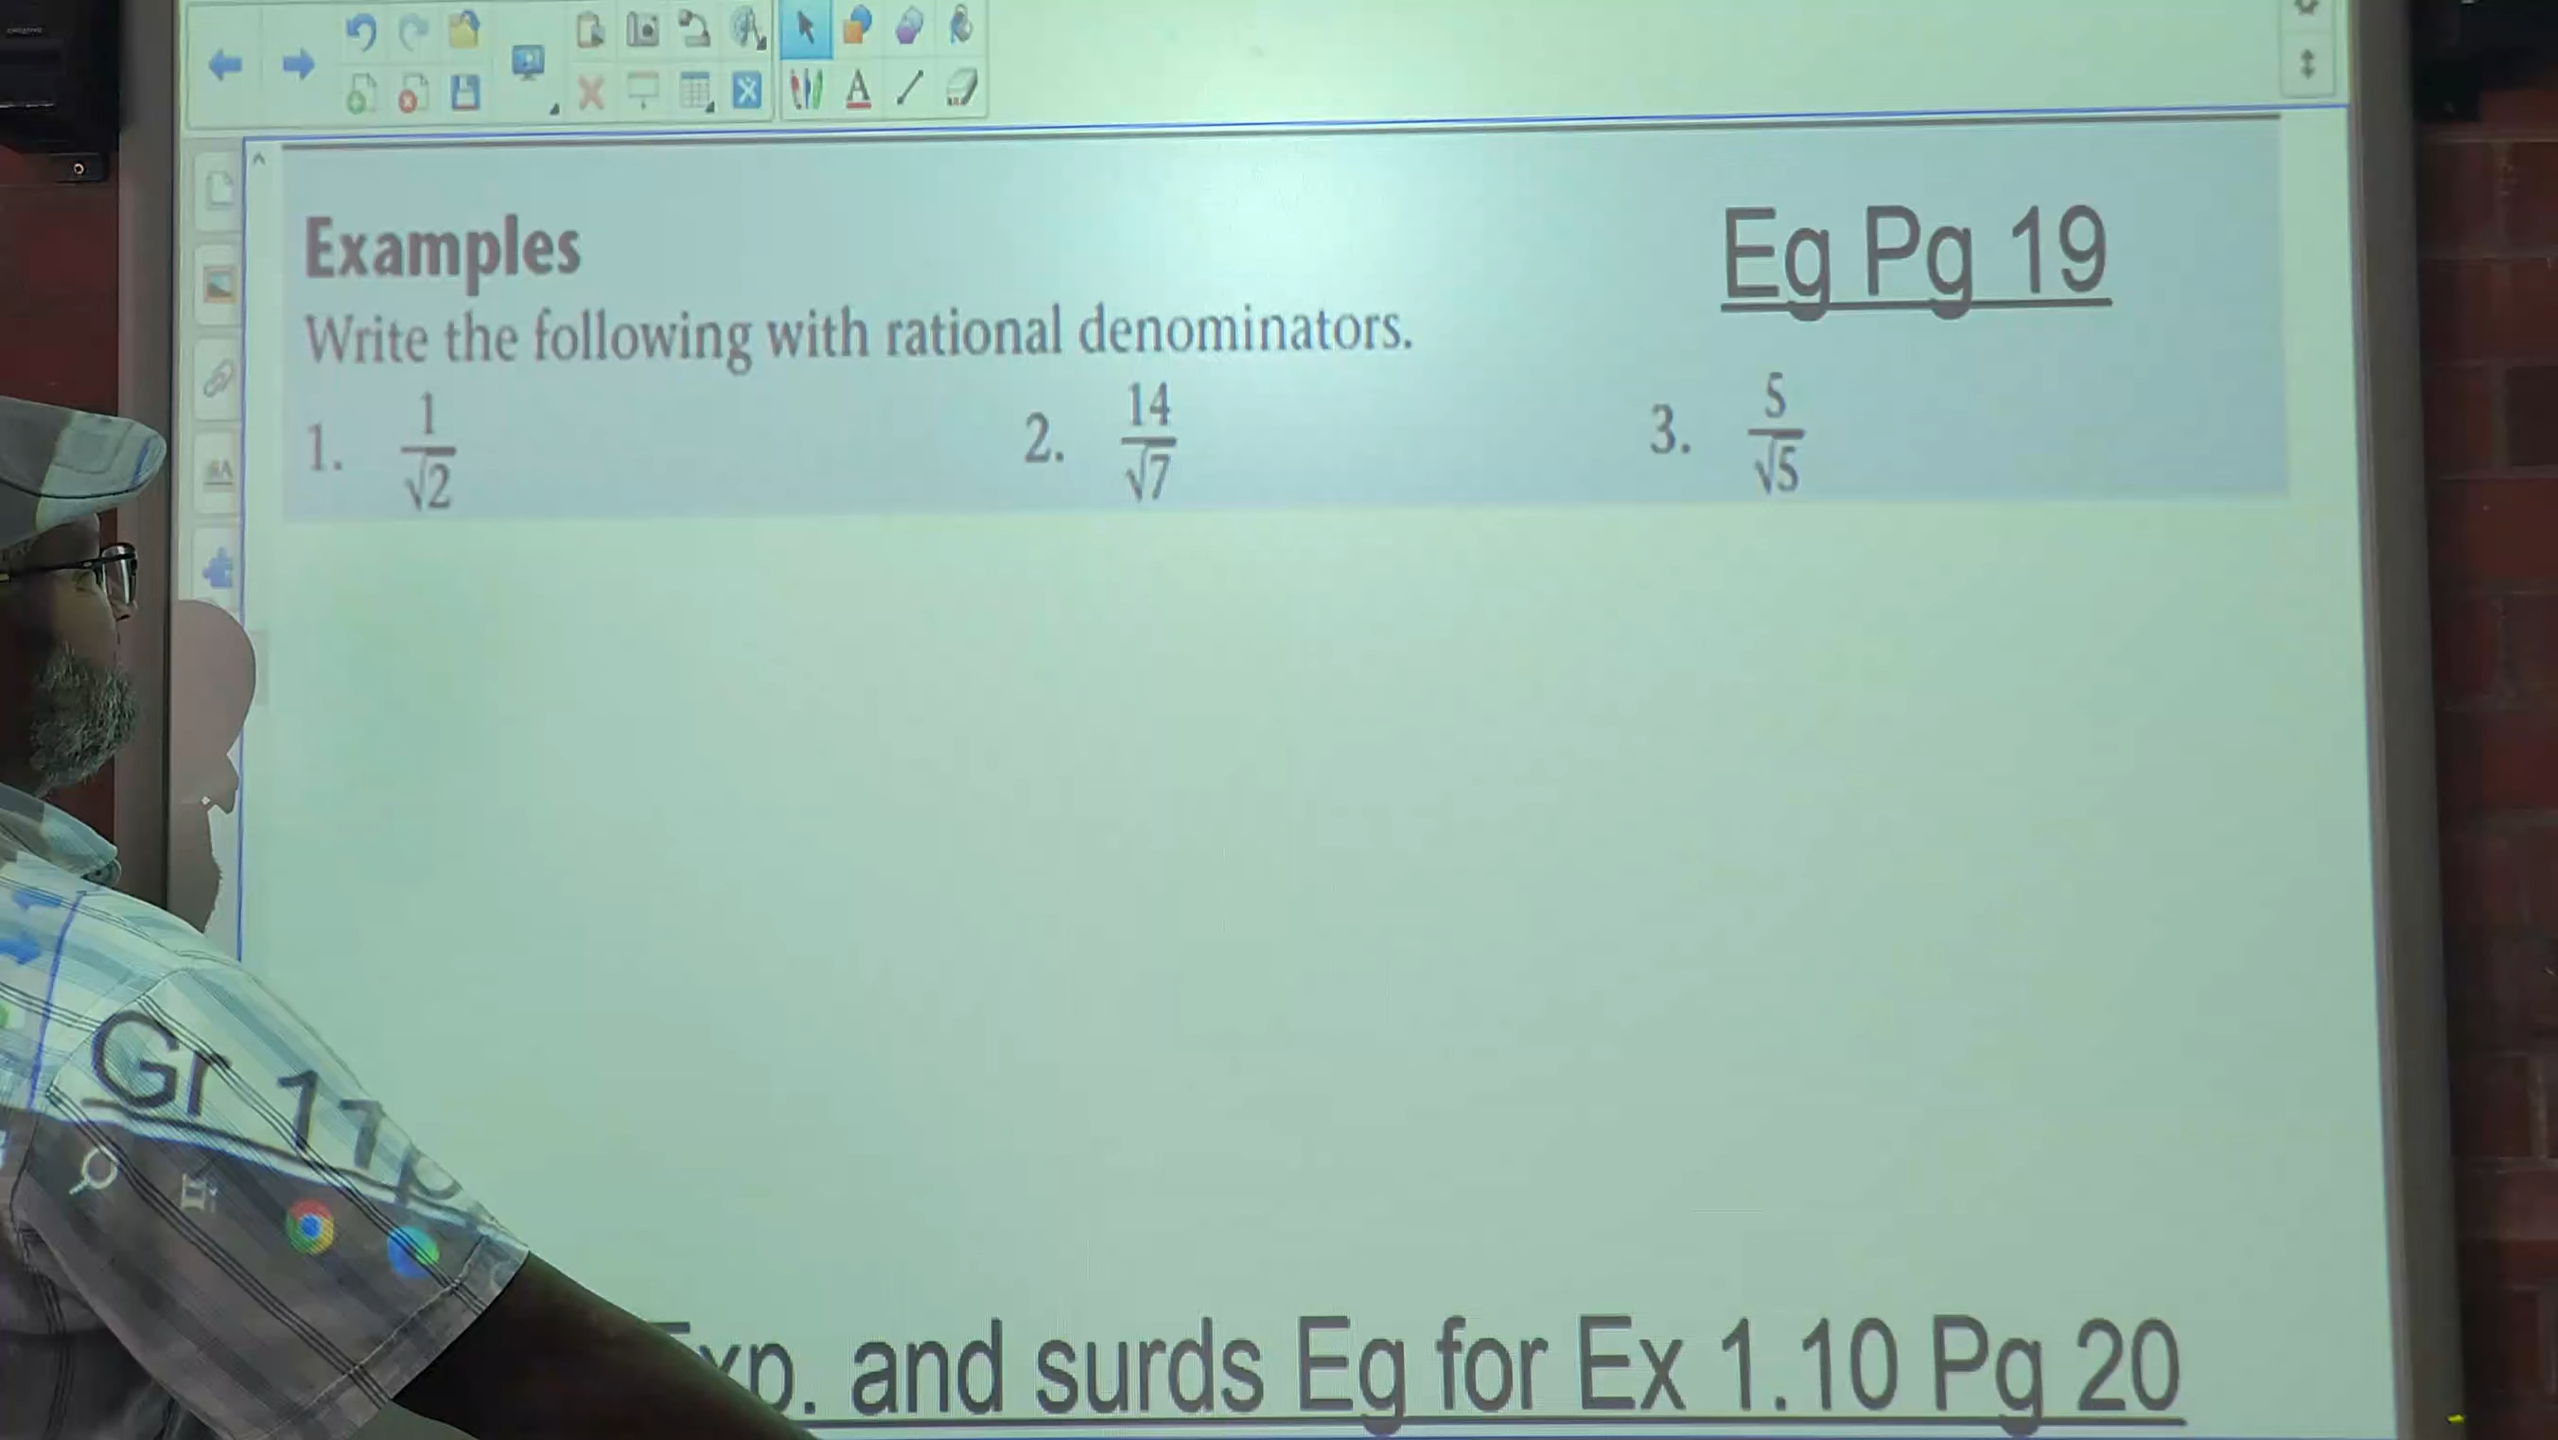 Examples
Eg Pg 19
Write the following with rational denominators.
1. 1/√2
2. 14/√7
3. 5/√5
Gr 11
and surds Eg for Ex 1.10 Pg 20